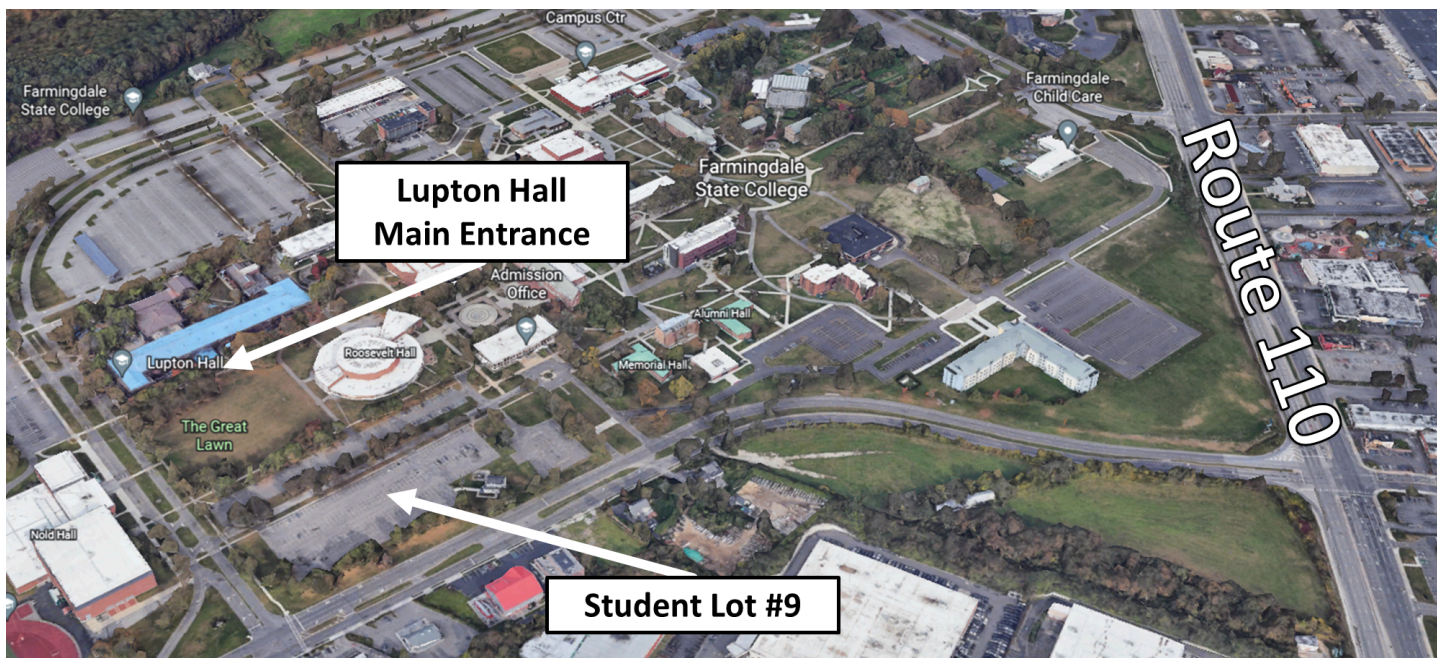 Campus Ctr
Farmingdale
State College
Farmingdale
Child Care
Route 110
Lupton Hall
Main Entrance
Farmingdale
State College
Admission
Office
Alumni Hall
Roosevelt Hall
Lupton Hall
Memorial Hall
The Great
Lawn
Nold Hall
Student Lot #9